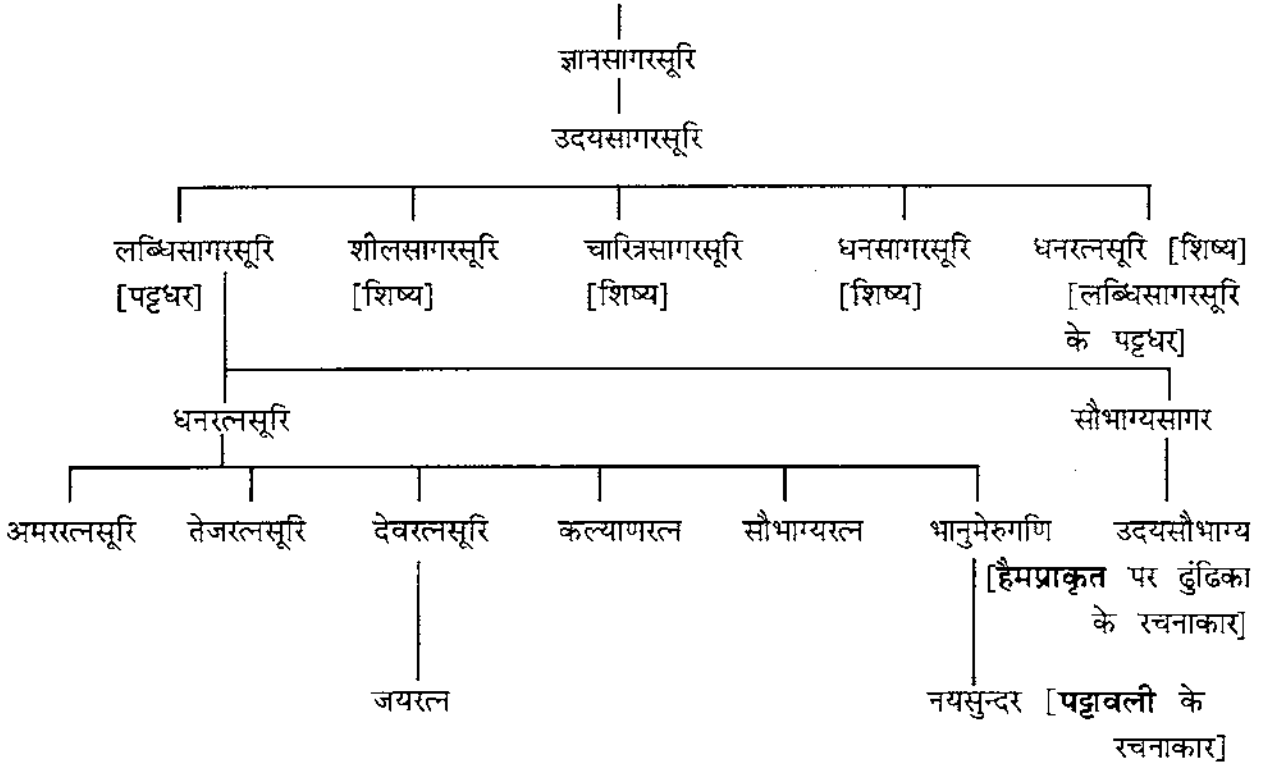 ज्ञानसागरसूरि
उदयसागरसूरि
लब्धिसागरसूरि शीलसागरसूरि चारित्रसागरसूरि धनसागरसूरि धनरत्नसूरि [शिष्य]
[पट्टधर] [शिष्य] [शिष्य] [शिष्य] [लब्धिसागरसूरि
के पट्टधर]
धनरत्नसूरि सौभाग्यसागर
अमररत्नसूरि तेजरत्नसूरि देवरत्नसूरि कल्याणरत्न सौभाग्यरत्न भानुमेरुगणि उदयसौभाग्य
[हैमप्राकृत पर ढुंढिका
के रचनाकार]
जयरत्न नयसुन्दर [पट्टावली के
रचनाकार]